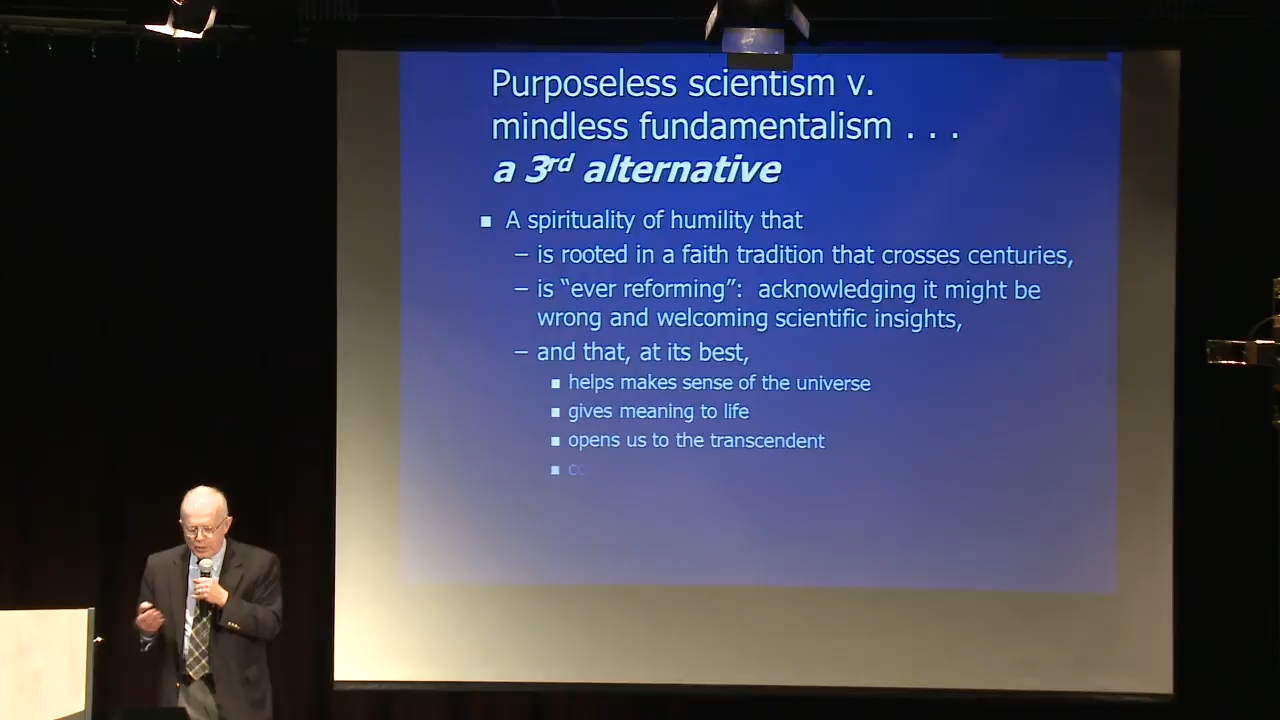 Purposeless scientism v.
mindless fundamentalism . . .
a 3rd alternative
■ A spirituality of humility that
– is rooted in a faith tradition that crosses centuries,
– is “ever reforming”: acknowledging it might be
wrong and welcoming scientific insights,
– and that, at its best,
■ helps makes sense of the universe
■ gives meaning to life
■ opens us to the transcendent